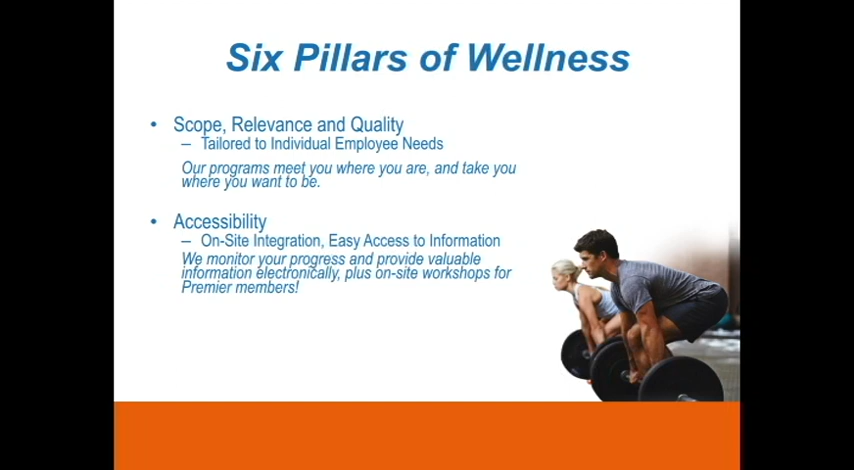 Six Pillars of Wellness
• Scope, Relevance and Quality
– Tailored to Individual Employee Needs
Our programs meet you where you are, and take you
where you want to be.
• Accessibility
– On-Site Integration, Easy Access to Information
We monitor your progress and provide valuable
information electronically, plus on-site workshops for
Premier members!